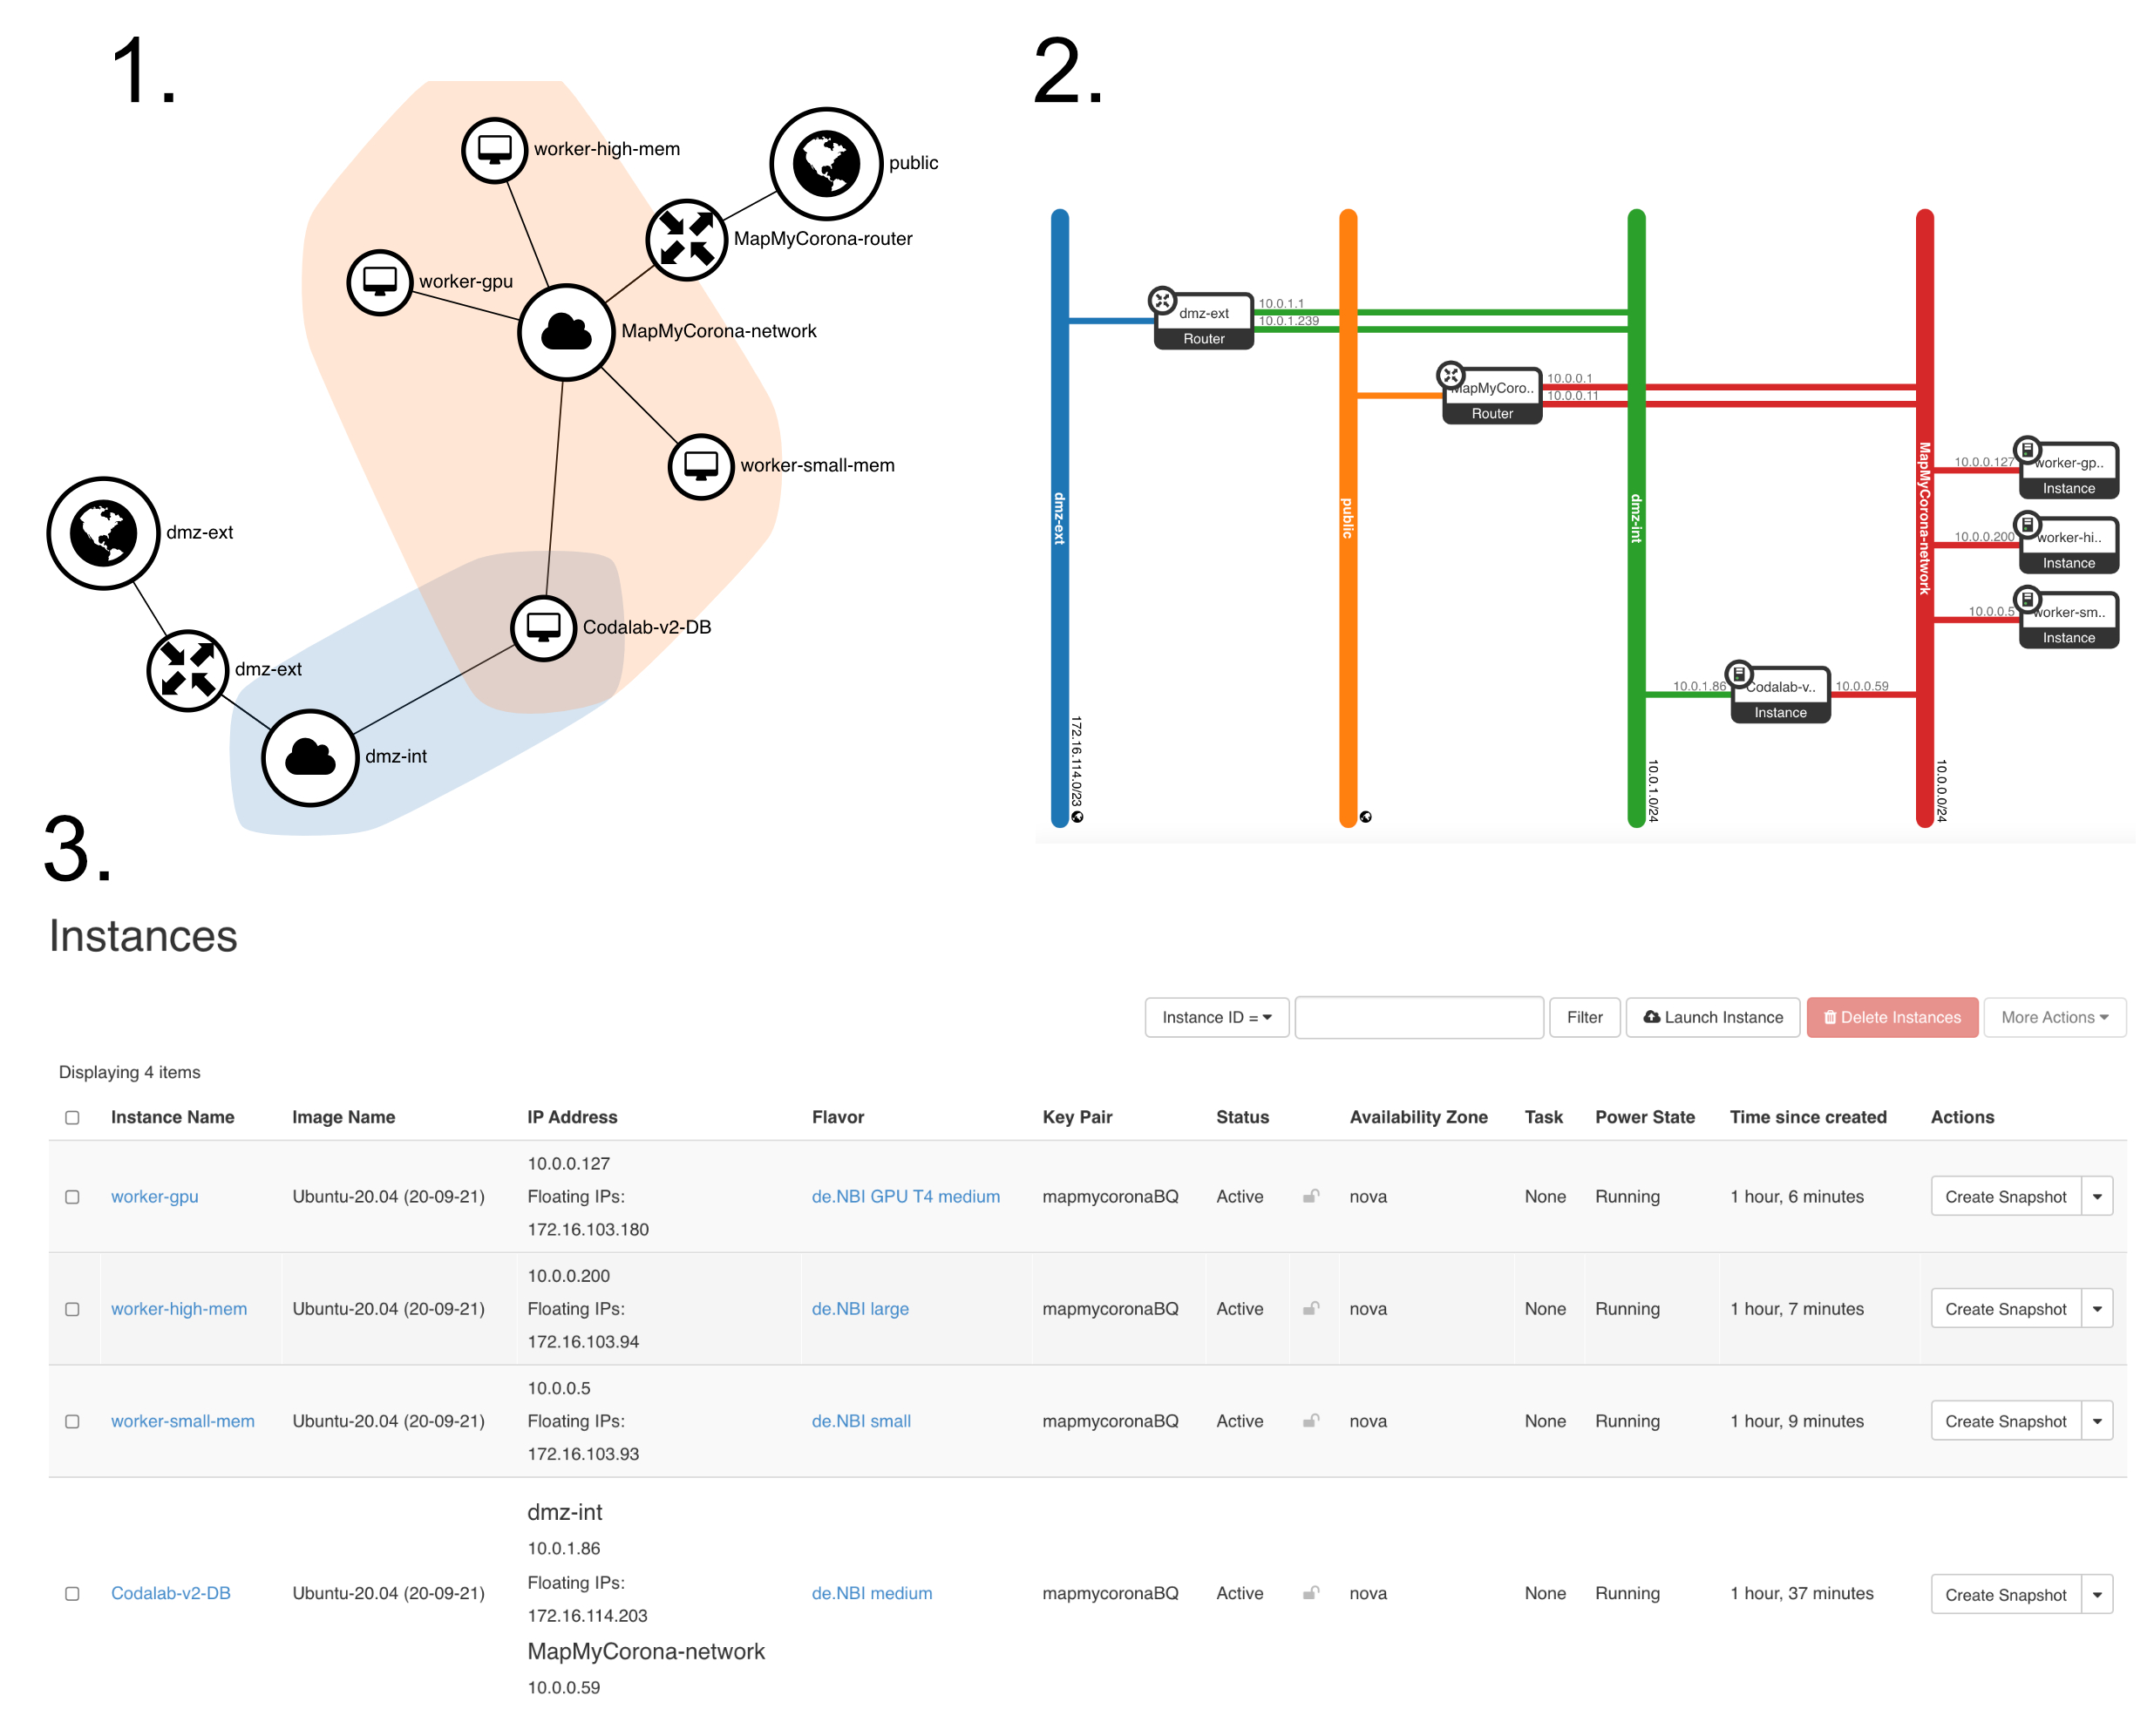 1.
worker-high-mem
public
MapMyCorona-router
worker-gpu
MapMyCorona-network
worker-small-mem
dmz-ext
Codalab-v2-DB
dmz-ext
dmz-int
2.
dmz-ext
Router
10.0.1.1
10.0.1.239
MapMyCoro..
Router
10.0.0.1
10.0.0.11
dmz-ext
public
dmz-int
MapMyCorona-network
10.0.0.127
worker-gp..
Instance
10.0.0.200
worker-hi..
Instance
10.0.0.5
worker-sm..
Instance
10.0.1.86
Codalab-v..
Instance
10.0.0.59
172.16.114.0/23
10.0.1.0/24
10.0.0.0/24
3.
Instances
Instance ID = Filter Launch Instance Delete Instances More Actions
Displaying 4 items
Instance Name Image Name IP Address Flavor Key Pair Status Availability Zone Task Power State Time since created Actions
10.0.0.127
worker-gpu Ubuntu-20.04 (20-09-21) Floating IPs: de.NBI GPU T4 medium mapmycoronaBQ Active nova None Running 1 hour, 6 minutes Create Snapshot
172.16.103.180
10.0.0.200
worker-high-mem Ubuntu-20.04 (20-09-21) Floating IPs: de.NBI large mapmycoronaBQ Active nova None Running 1 hour, 7 minutes Create Snapshot
172.16.103.94
10.0.0.5
worker-small-mem Ubuntu-20.04 (20-09-21) Floating IPs: de.NBI small mapmycoronaBQ Active nova None Running 1 hour, 9 minutes Create Snapshot
172.16.103.93
dmz-int
10.0.1.86
Floating IPs:
Codalab-v2-DB Ubuntu-20.04 (20-09-21) de.NBI medium mapmycoronaBQ Active nova None Running 1 hour, 37 minutes Create Snapshot
172.16.114.203
MapMyCorona-network
10.0.0.59